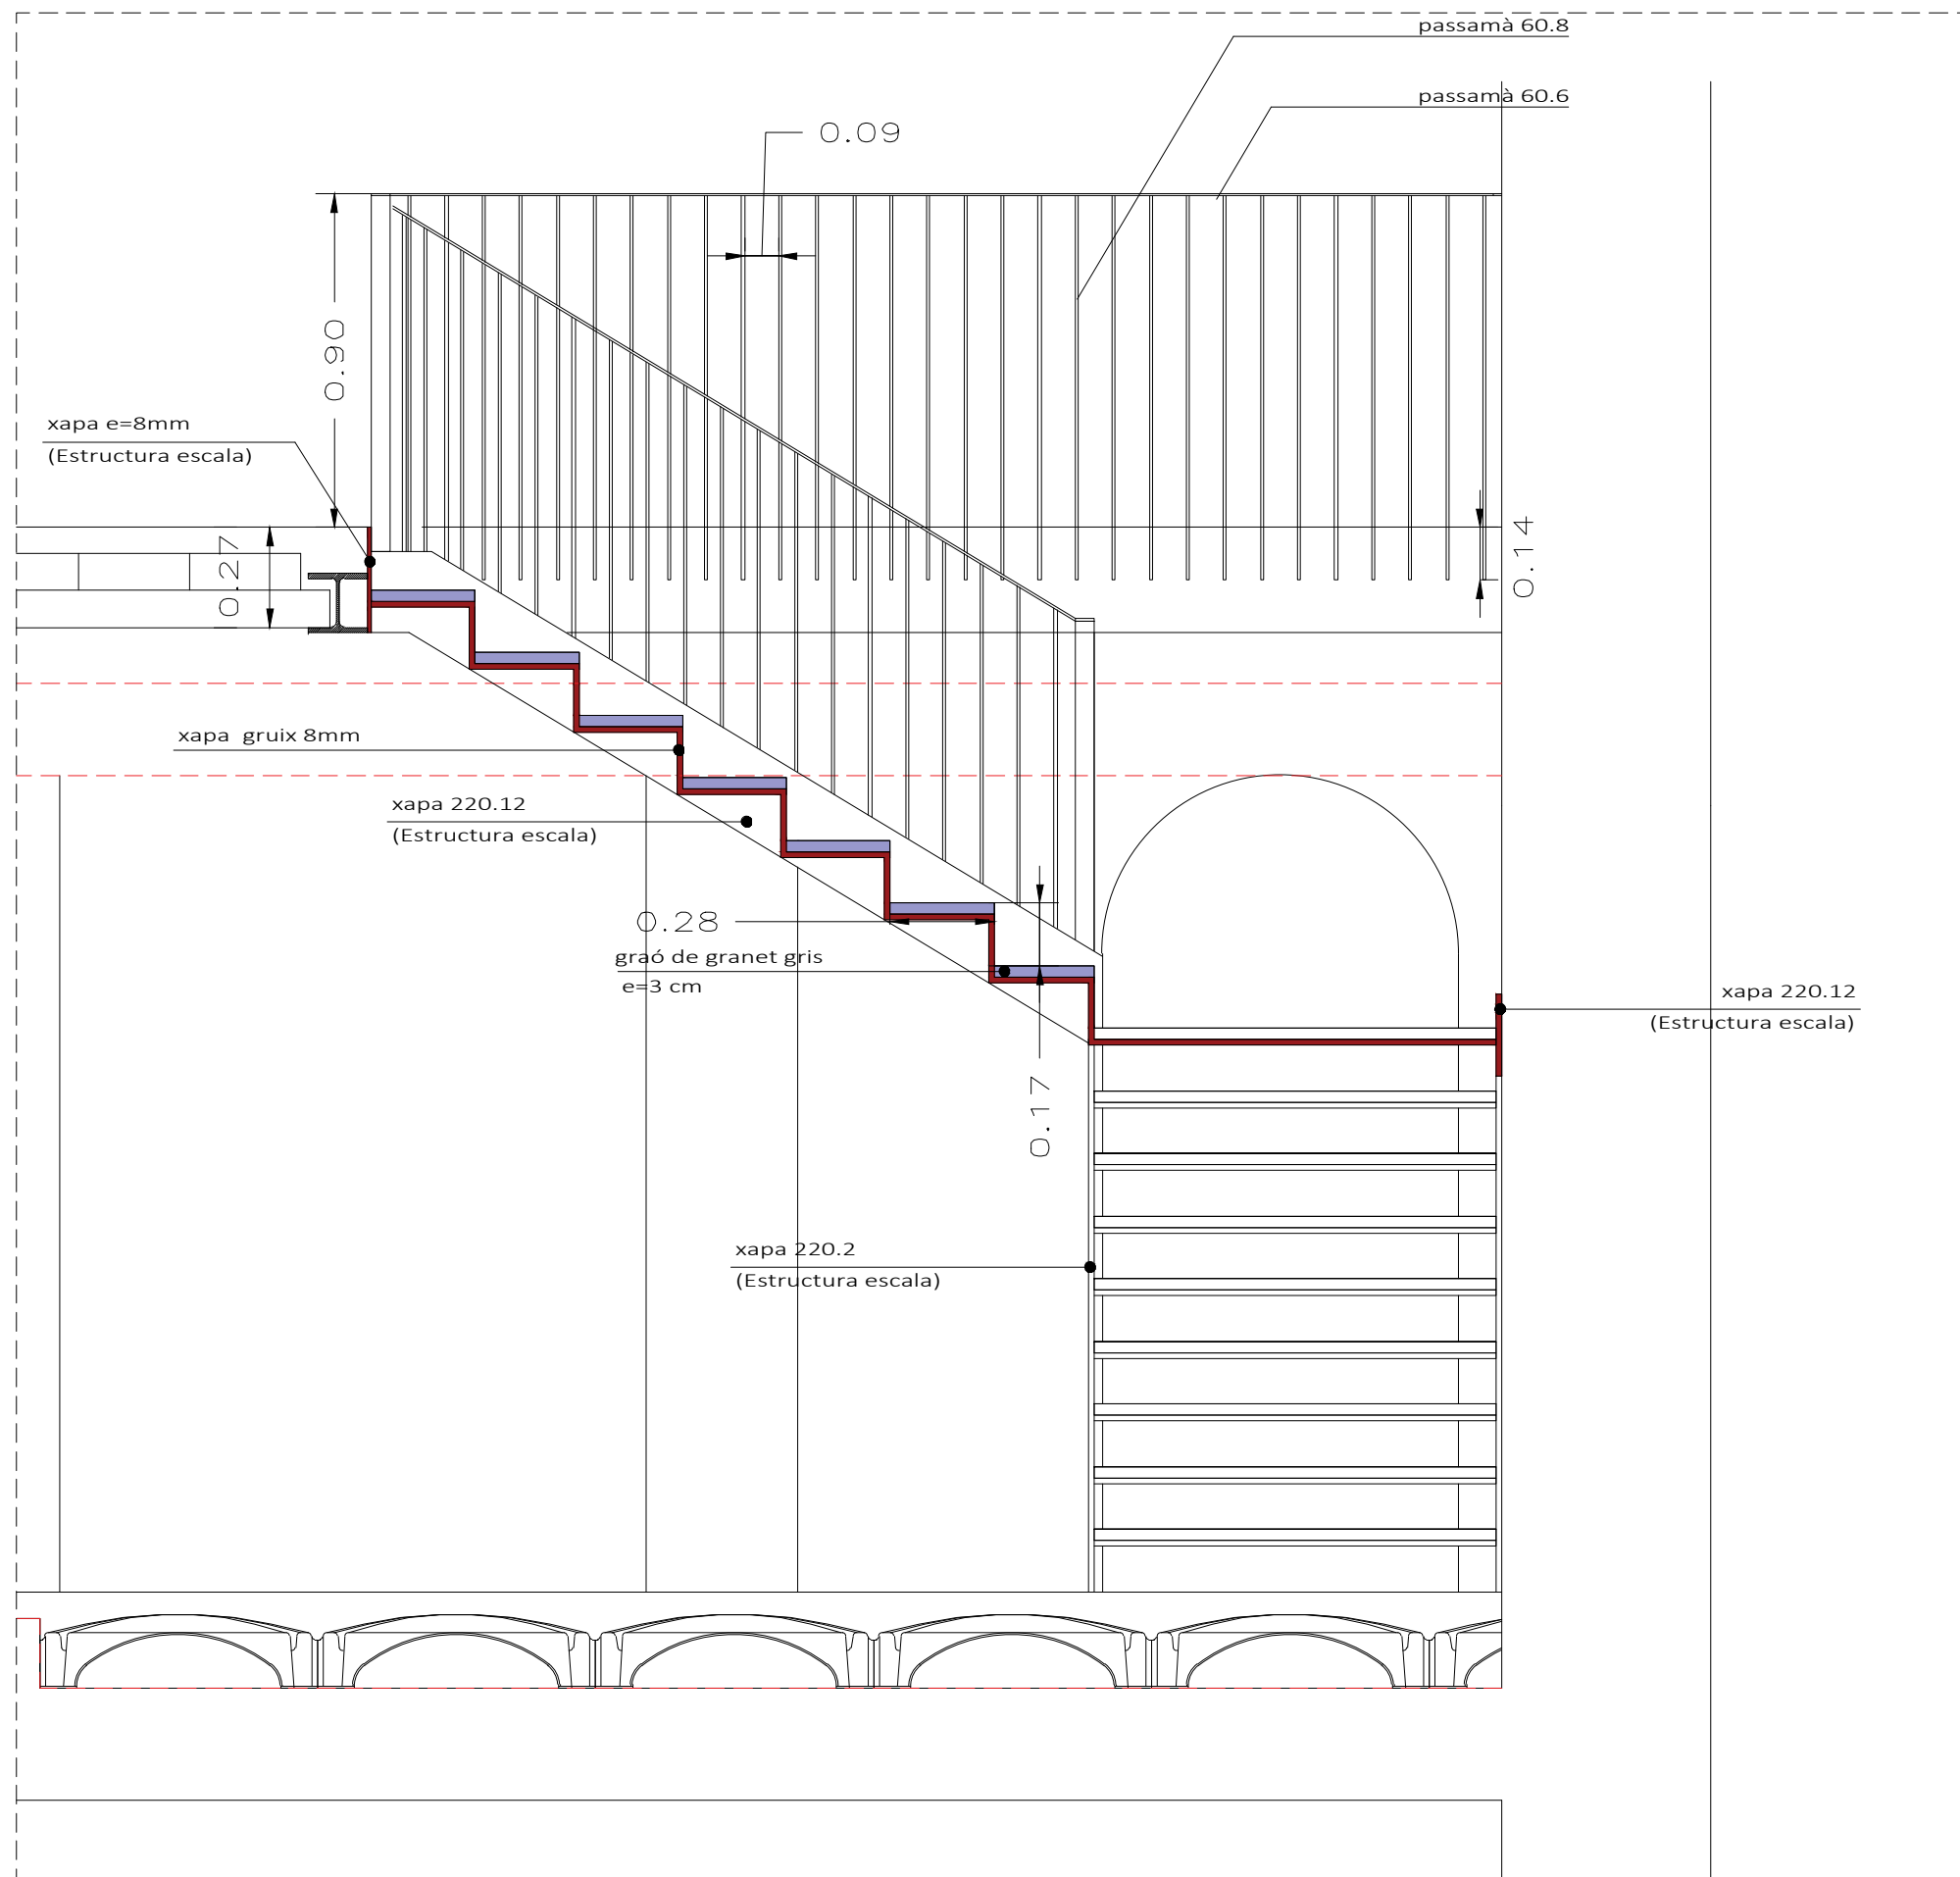 passamà 60.8
passamà 60.6
0.09
0.90
xapa e=8mm
(Estructura escala)
0.14
0.27
xapa  gruix 8mm
xapa 220.12
(Estructura escala)
0.28
graó de granet gris
e=3 cm
xapa 220.12
(Estructura escala)
0.17
xapa 220.2
(Estructura escala)